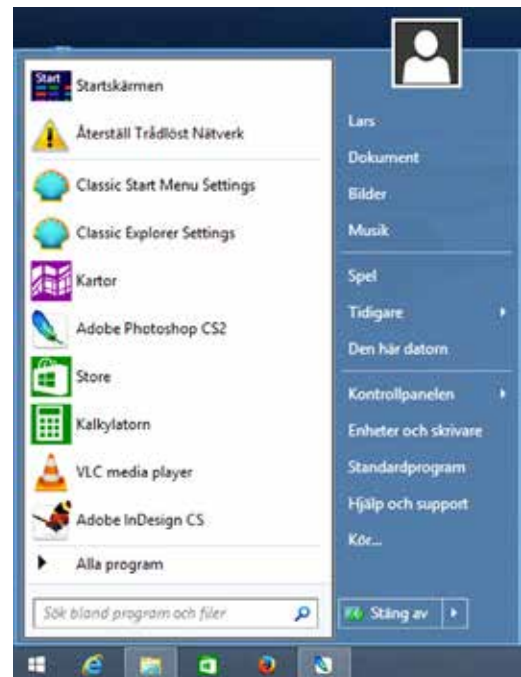 Start
Startskärmen
Återställ Trådlöst Nätverk
Classic Start Menu Settings
Classic Explorer Settings
Kartor
Adobe Photoshop CS2
Store
Kalkylatorn
VLC media player
Adobe InDesign CS
Alla program
Sök bland program och filer
Lars
Dokument
Bilder
Musik
Spel
Tidigare
Den här datorn
Kontrollpanelen
Enheter och skrivare
Standardprogram
Hjälp och support
Kör...
Stäng av